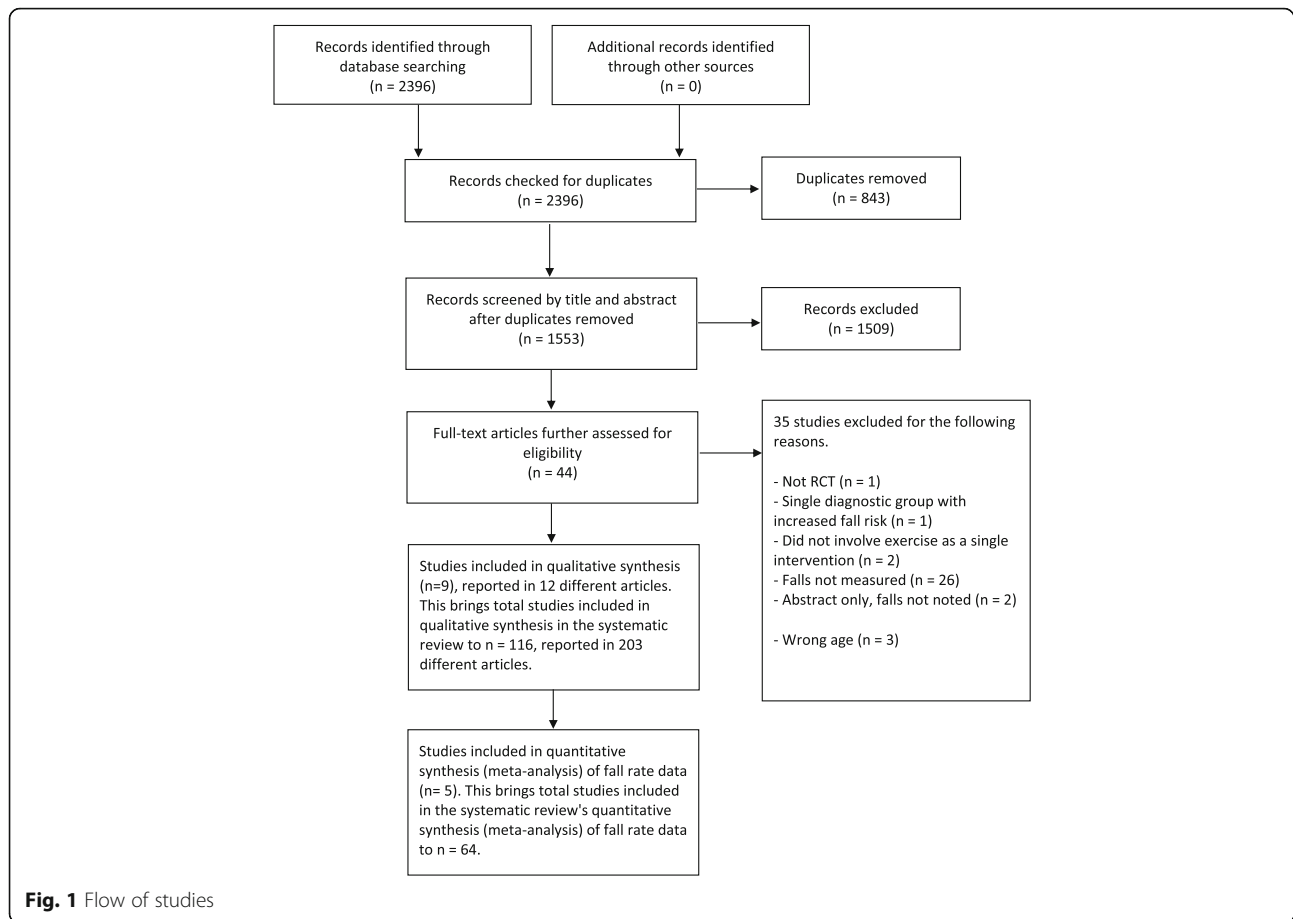 Records identified through
database searching
(n = 2396)
Additional records identified
through other sources
(n = 0)
Records checked for duplicates
(n = 2396)
Duplicates removed
(n = 843)
Records screened by title and abstract
after duplicates removed
(n = 1553)
Records excluded
(n = 1509)
Full-text articles further assessed for
eligibility
(n = 44)
35 studies excluded for the following
reasons.
- Not RCT (n = 1)
- Single diagnostic group with
increased fall risk (n = 1)
- Did not involve exercise as a single
intervention (n = 2)
- Falls not measured (n = 26)
- Abstract only, falls not noted (n = 2)
- Wrong age (n = 3)
Studies included in qualitative synthesis
(n=9), reported in 12 different articles.
This brings total studies included in
qualitative synthesis in the systematic
review to n = 116, reported in 203
different articles.
Studies included in quantitative
synthesis (meta-analysis) of fall rate data
(n= 5). This brings total studies included
in the systematic review's quantitative
synthesis (meta-analysis) of fall rate data
to n = 64.
Fig. 1 Flow of studies